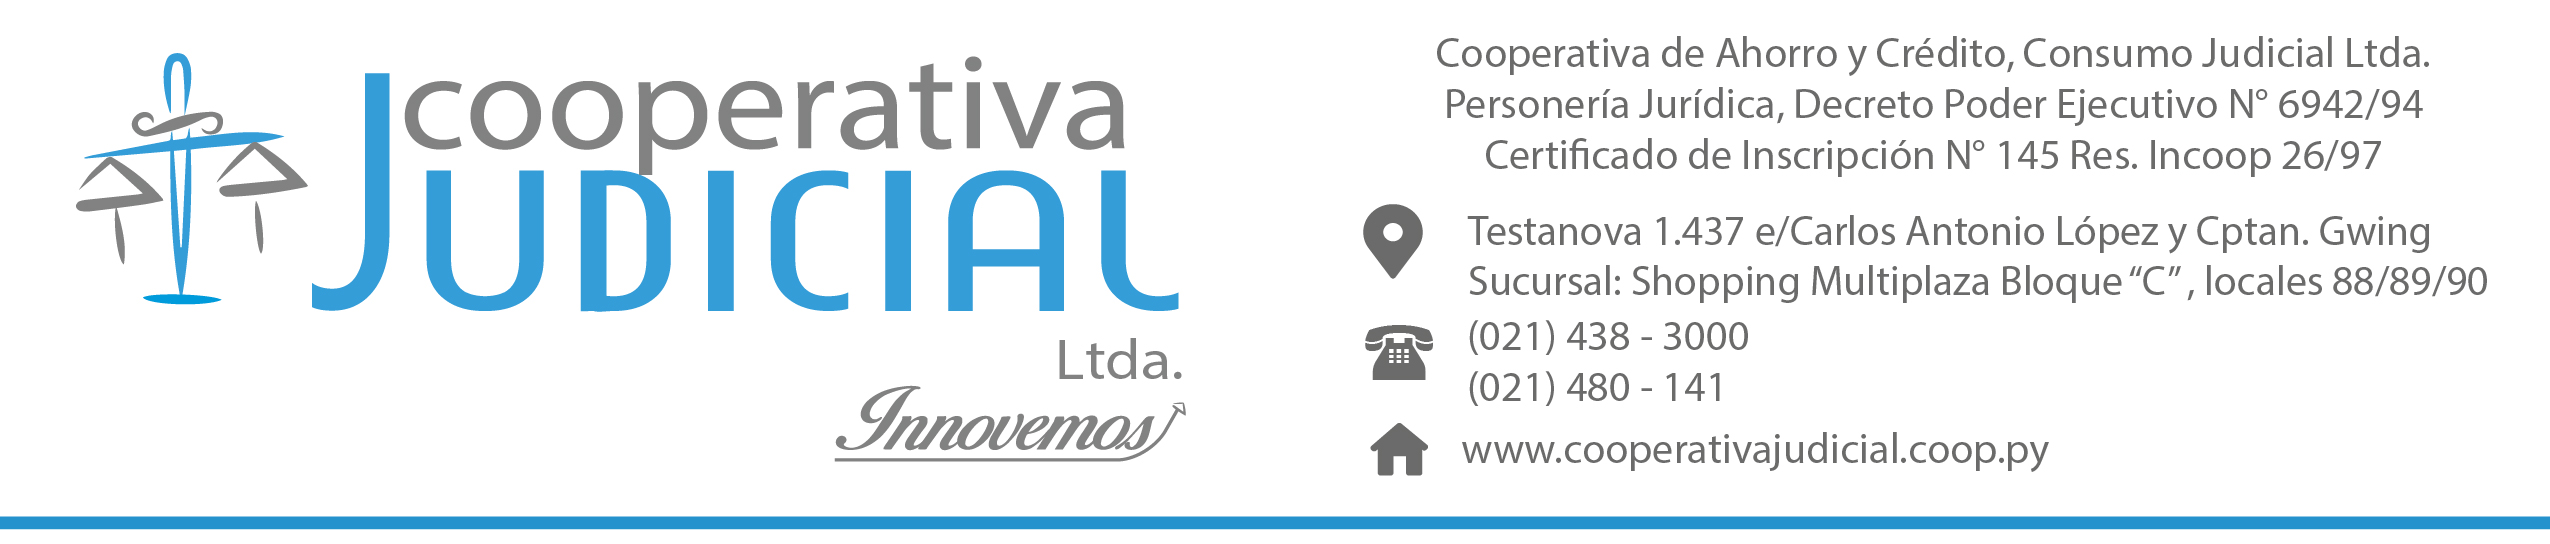 cooperativa
JUDICIAL
Ltda.
Innovemos
Cooperativa de Ahorro y Crédito, Consumo Judicial Ltda.
Personería Jurídica, Decreto Poder Ejecutivo N° 6942/94
Certificado de Inscripción N° 145 Res. Incoop 26/97
Testanova 1.437 e/Carlos Antonio López y Cptan. Gwing
Sucursal: Shopping Multiplaza Bloque “C” , locales 88/89/90
(021) 438 - 3000
(021) 480 - 141
www.cooperativajudicial.coop.py